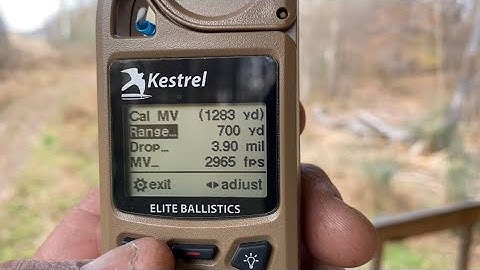 Kestrel
Cal MV (1283 yd)
Range… 700 yd
Drop… 3.90 mil
MV… 2965 fps
exit adjust
ELITE BALLISTICS